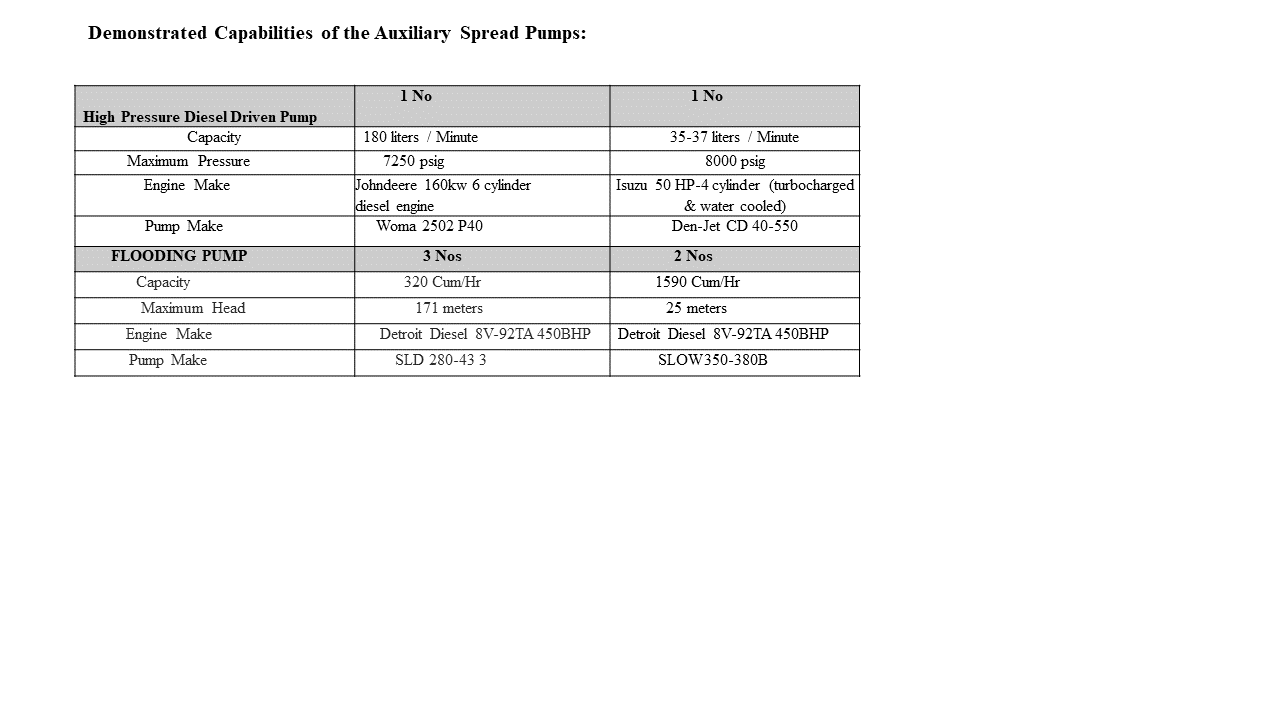 Demonstrated Capabilities of the Auxiliary Spread Pumps:
High Pressure Diesel Driven Pump 1 No 1 No
Capacity 180 liters / Minute 35-37 liters / Minute
Maximum Pressure 7250 psig 8000 psig
Engine Make Johndeere 160kw 6 cylinder Isuzu 50 HP-4 cylinder (turbocharged
diesel engine & water cooled)
Pump Make Woma 2502 P40 Den-Jet CD 40-550
FLOODING PUMP 3 Nos 2 Nos
Capacity 320 Cum/Hr 1590 Cum/Hr
Maximum Head 171 meters 25 meters
Engine Make Detroit Diesel 8V-92TA 450BHP Detroit Diesel 8V-92TA 450BHP
Pump Make SLD 280-43 3 SLOW350-380B